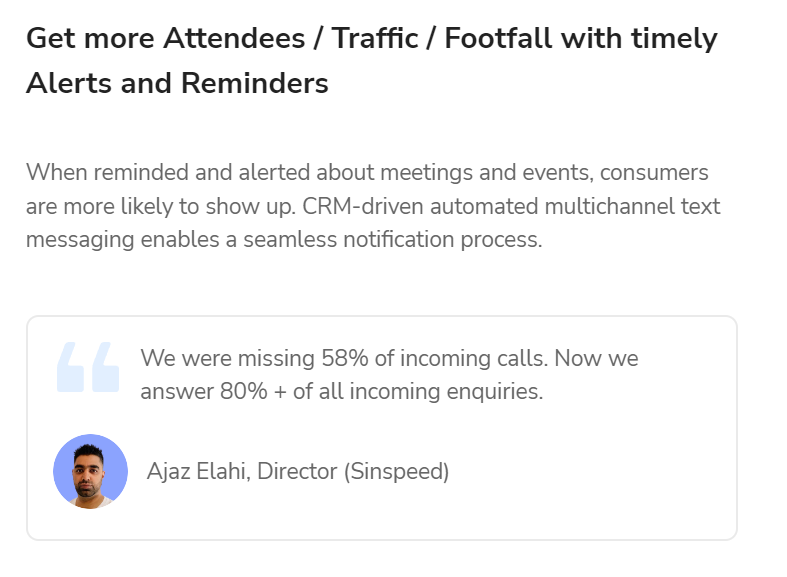 Get more Attendees / Traffic / Footfall with timely
Alerts and Reminders
When reminded and alerted about meetings and events, consumers
are more likely to show up. CRM-driven automated multichannel text
messaging enables a seamless notification process.
We were missing 58% of incoming calls. Now we
answer 80% + of all incoming enquiries.
Ajaz Elahi, Director (Sinspeed)